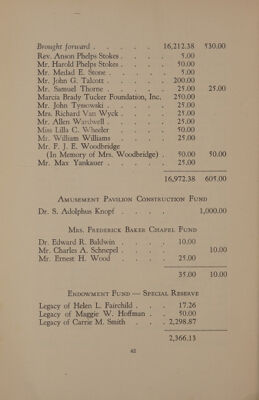 Brought forward . . . . . 16,212.38 530.00
Rev. Anson Phelps Stokes . . . . 5.00
Mr. Harold Phelps Stokes . . . . 50.00
Mr. Medad E. Stone . . . . . 5.00
Mr. John G. Talcott . . . . . 200.00
Mr. Samuel Thorne . . . . . 25.00 25.00
Marcia Brady Tucker Foundation, Inc. 250.00
Mr. John Tysiowski . . . . . 25.00
Mrs. Richard Van Wyck . . . . 25.00
Mr. Allen Wardwell . . . . . 25.00
Miss Lilla C. Wheeler . . . . 50.00
Mr. William Williams . . . . 25.00
Mr. F. J. E. Woodbridge
(In Memory of Mrs. Woodbridge) . 50.00 50.00
Mr. Max Yankauer . . . . . 25.00
16,972.38 605.00
Amusement Pavilion Construction Fund
Dr. S. Adolphus Knopf . . . . 1,000.00
Mrs. Frederick Baker Chapel Fund
Dr. Edward R. Baldwin . . . . 10.00
Mr. Charles A. Schnepel . . . . 10.00
Mr. Ernest H. Wood . . . . 25.00
35.00 10.00
Endowment Fund — Special Reserve
Legacy of Helen L. Fairchild . . . 17.26
Legacy of Maggie W. Hoffman . . 50.00
Legacy of Carrie M. Smith . . . 2,298.87
2,366.13